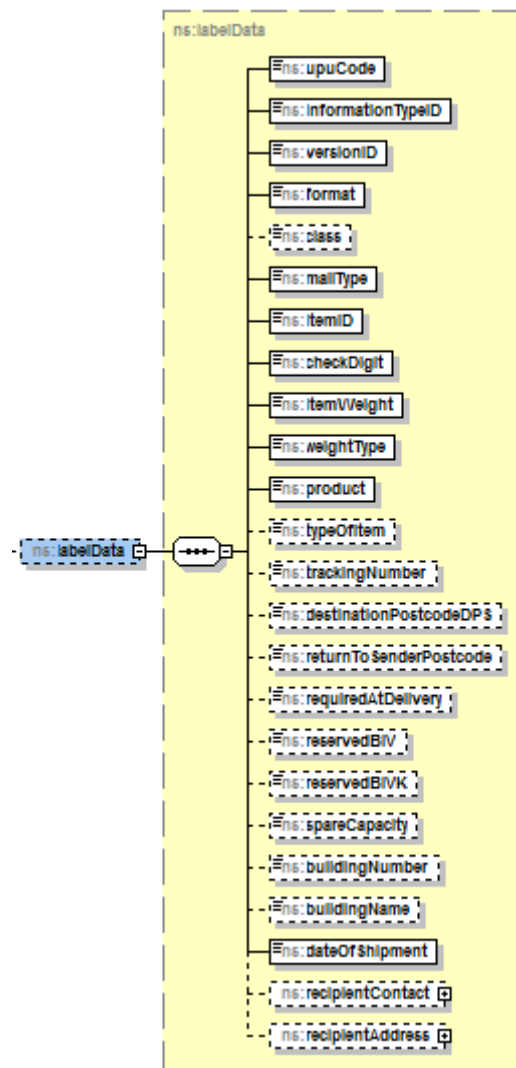 ns:labelData
ns:upuCode
ns:informationTypeID
ns:versionID
ns:format
ns:class
ns:mailType
ns:itemID
ns:checkDigit
ns:itemWeight
ns:weightType
ns:product
ns:labelData
ns:typeOfItem
ns:trackingNumber
ns:destinationPostcodeDPS
ns:returnToSenderPostcode
ns:requiredAtDelivery
ns:reservedBIV
ns:reservedBIVK
ns:spareCapacity
ns:buildingNumber
ns:buildingName
ns:dateOfShipment
ns:recipientContact
ns:recipientAddress